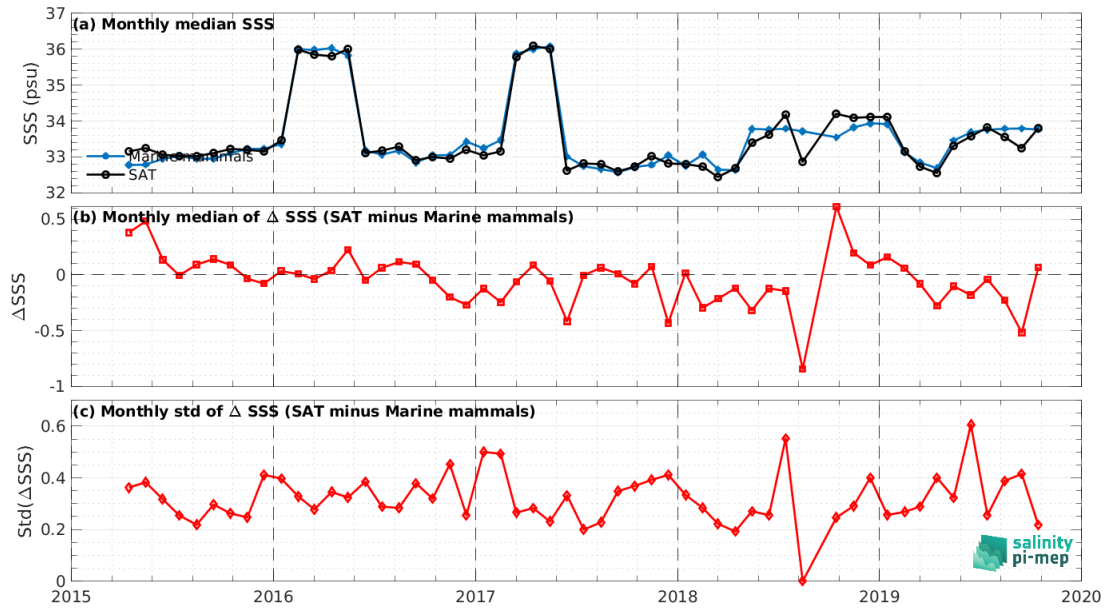 (a) Monthly median SSS
37
36
35
34
33
32
SSS (psu)
Marine mammals
SAT
(b) Monthly median of Δ SSS (SAT minus Marine mammals)
0.5
0
-0.5
-1
ΔSSS
(c) Monthly std of Δ SSS (SAT minus Marine mammals)
0.6
0.4
0.2
0
Std(ΔSSS)
salinity
pi-mep
2015 2016 2017 2018 2019 2020